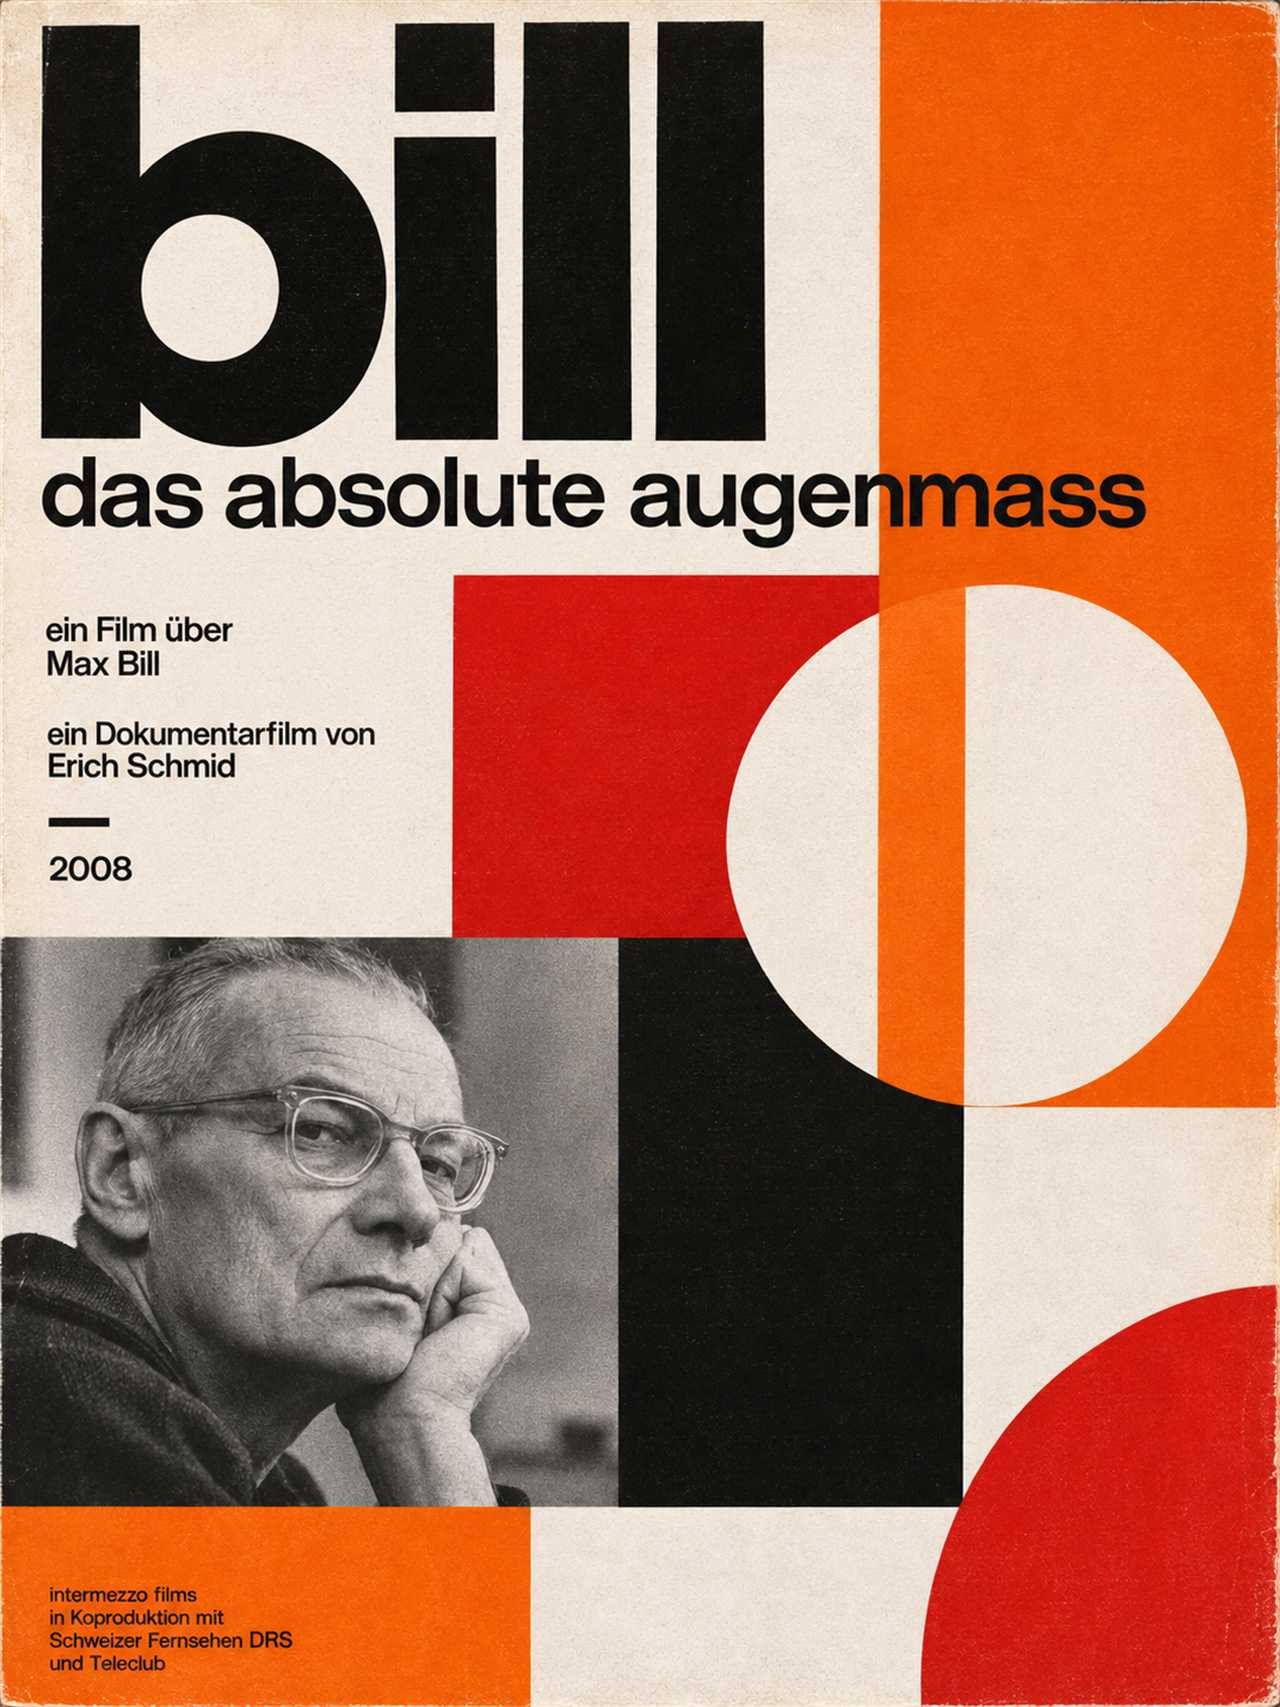 bill
das absolute augenmass
ein Film über
Max Bill
ein Dokumentarfilm von
Erich Schmid
2008
intermezzo films
in Koproduktion mit
Schweizer Fernsehen DRS
und Teleclub